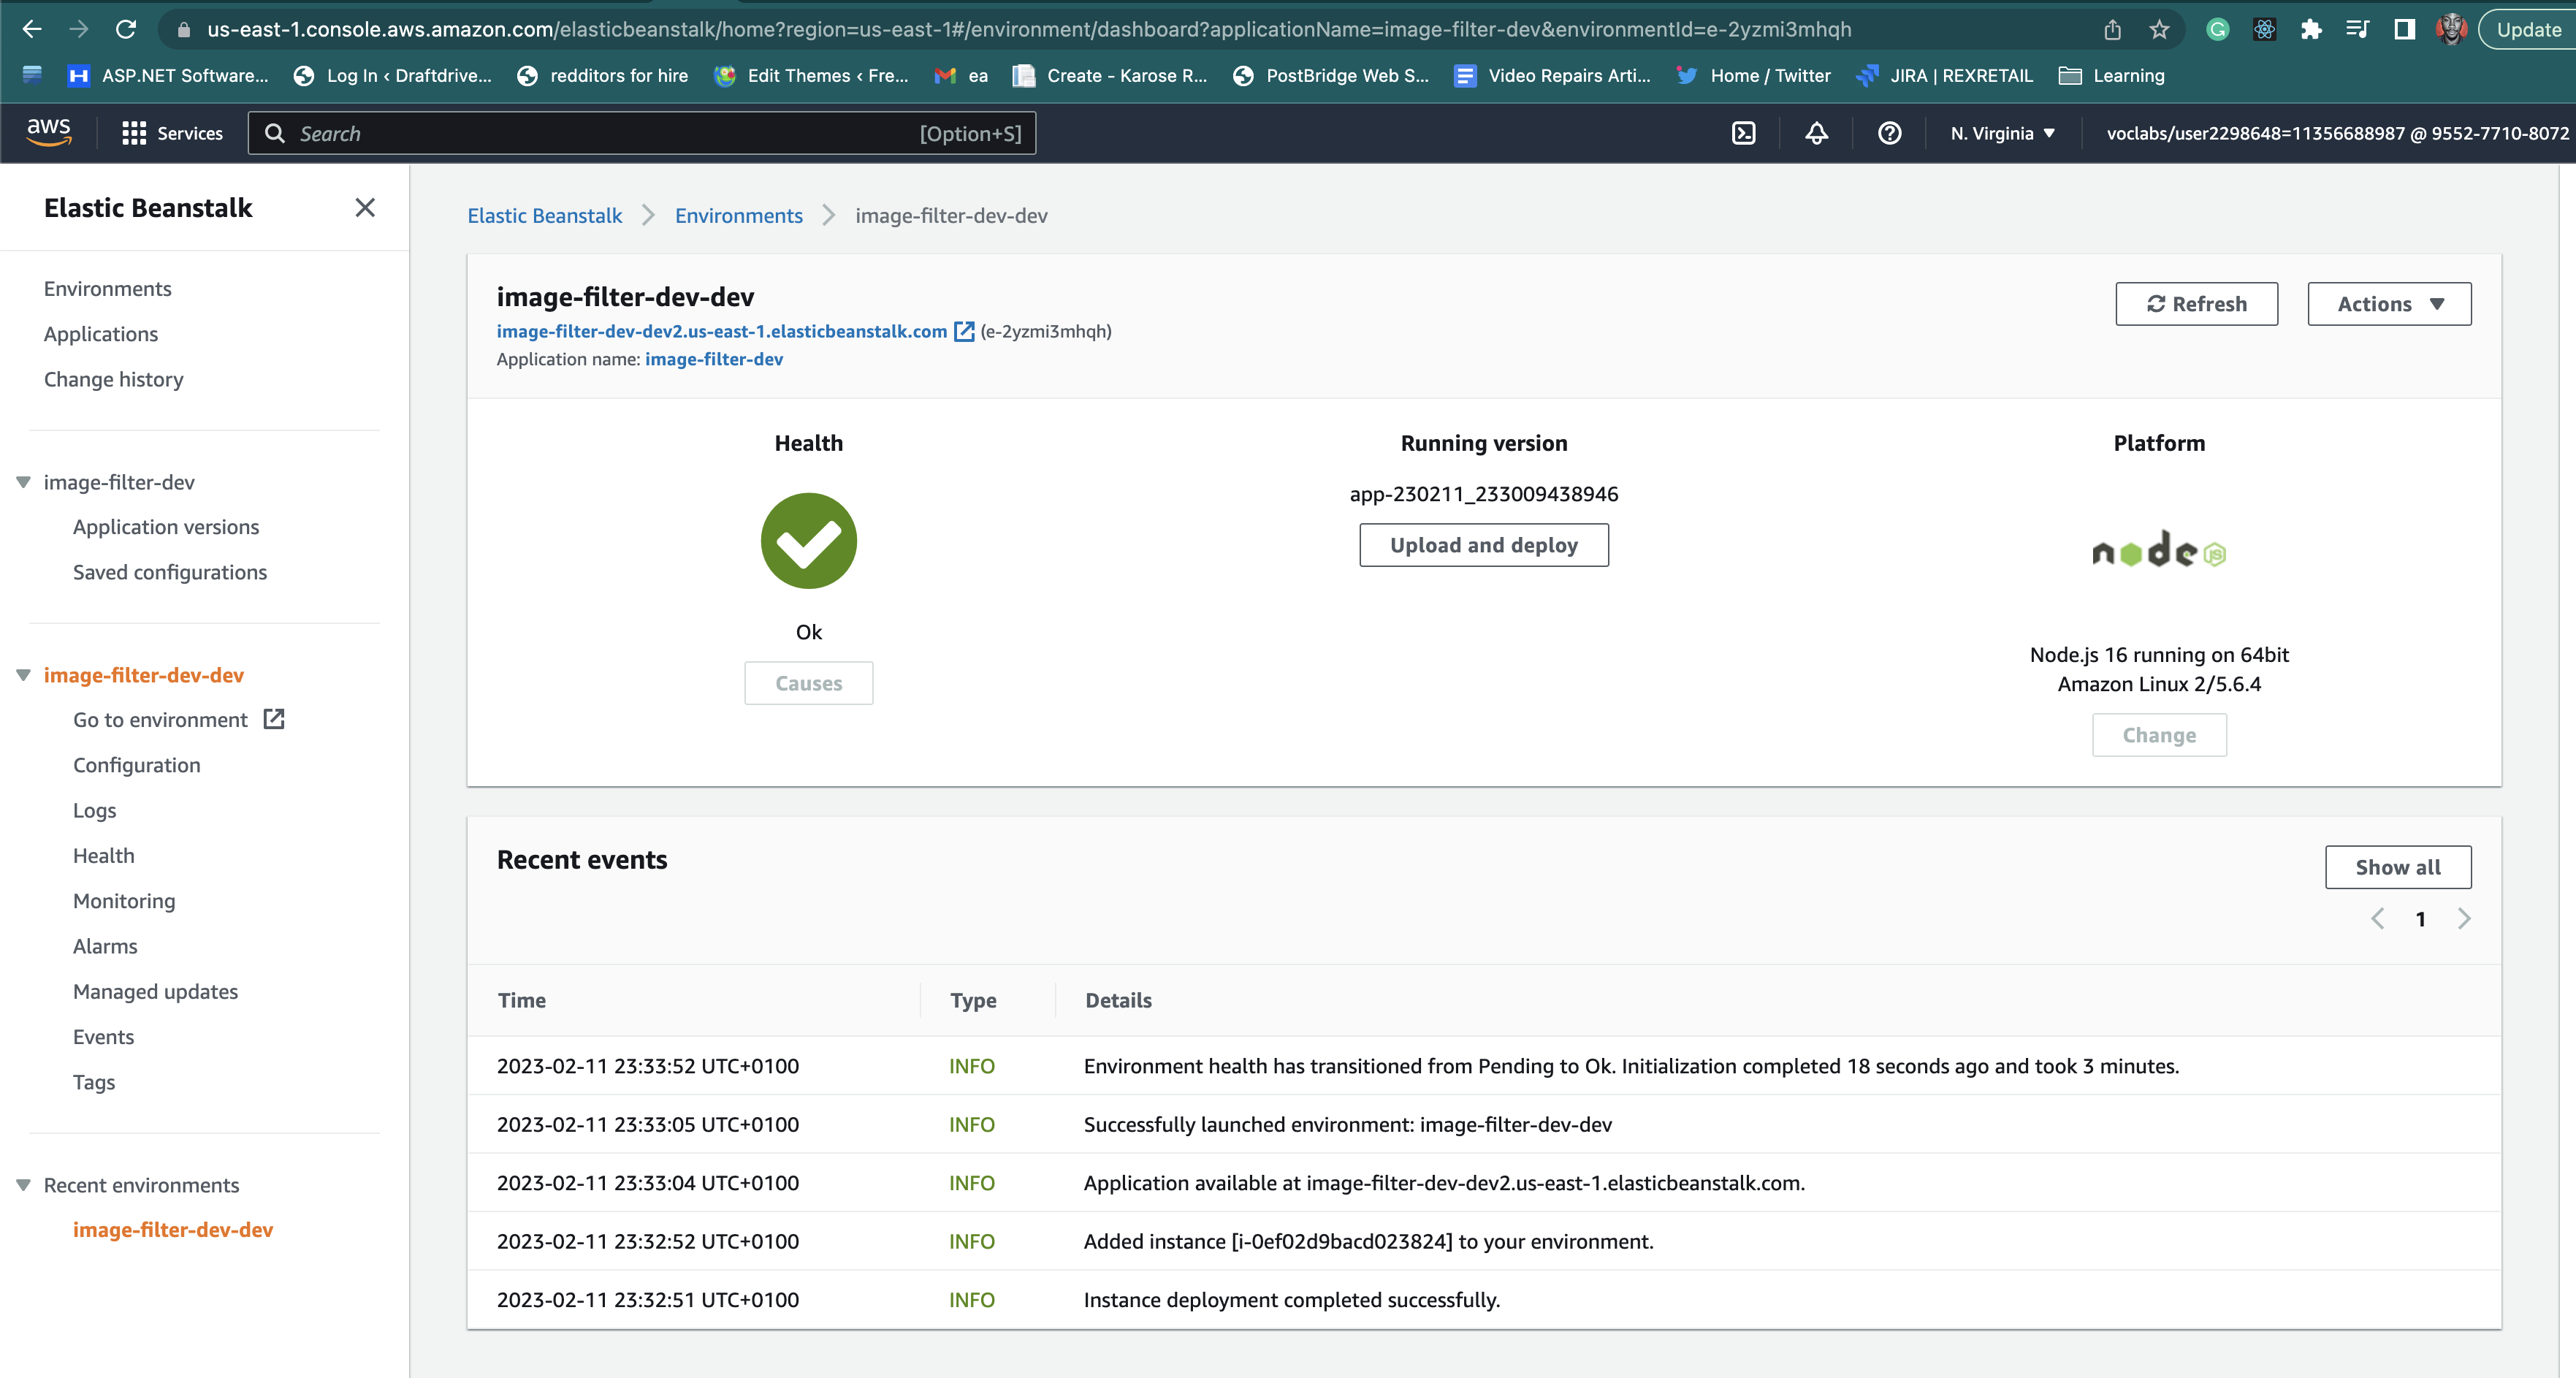 us-east-1.console.aws.amazon.com/elasticbeanstalk/home?region=us-east-1#/environment/dashboard?applicationName=image-filter-dev&environmentId=e-2yzmi3mhqh
Update
ASP.NET Software...
Log In ‹ Draftdrive...
redditors for hire
Edit Themes ‹ Fre...
ea
Create - Karose R...
PostBridge Web S...
Video Repairs Arti...
Home / Twitter
JIRA | REXRETAIL
Learning
aws
Services
Search
[Option+S]
N. Virginia
voclabs/user2298648=11356688987 @ 9552-7710-8072
Elastic Beanstalk
Environments
Applications
Change history
image-filter-dev
Application versions
Saved configurations
image-filter-dev-dev
Go to environment
Configuration
Logs
Health
Monitoring
Alarms
Managed updates
Events
Tags
Recent environments
image-filter-dev-dev
Elastic Beanstalk
Environments
image-filter-dev-dev
image-filter-dev-dev
image-filter-dev-dev2.us-east-1.elasticbeanstalk.com (e-2yzmi3mhqh)
Application name: image-filter-dev
Refresh
Actions
Health
Ok
Causes
Running version
app-230211_233009438946
Upload and deploy
Platform
node JS
Node.js 16 running on 64bit
Amazon Linux 2/5.6.4
Change
Recent events
Show all
1
Time Type Details
2023-02-11 23:33:52 UTC+0100 INFO Environment health has transitioned from Pending to Ok. Initialization completed 18 seconds ago and took 3 minutes.
2023-02-11 23:33:05 UTC+0100 INFO Successfully launched environment: image-filter-dev-dev
2023-02-11 23:33:04 UTC+0100 INFO Application available at image-filter-dev-dev2.us-east-1.elasticbeanstalk.com.
2023-02-11 23:32:52 UTC+0100 INFO Added instance [i-0ef02d9bacd023824] to your environment.
2023-02-11 23:32:51 UTC+0100 INFO Instance deployment completed successfully.